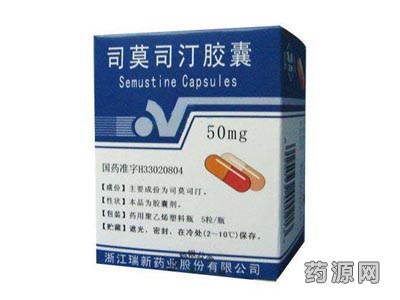 司莫司汀胶囊
Semustine Capsules
50mg
国药准字H33020804
【成份】主要成份为司莫司汀。
【性状】本品为胶囊剂。
【包装】药用聚乙烯塑料瓶 5粒/瓶
【贮藏】遮光，密封，在冷处(2～10℃)保存。
浙江瑞新药业股份有限公司
药源网